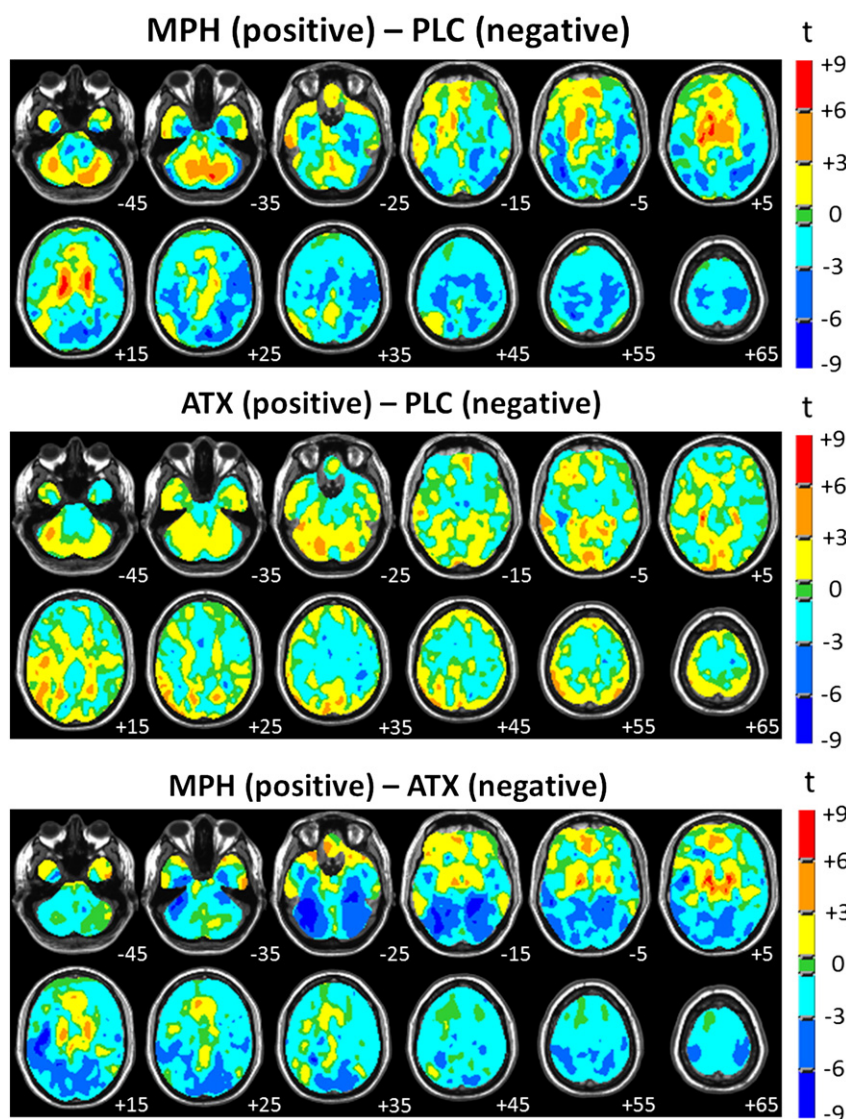 MPH (positive) – PLC (negative)
t
+9
+6
+3
0
-3
-6
-9
-45 -35 -25 -15 -5 +5
+15 +25 +35 +45 +55 +65
ATX (positive) – PLC (negative)
t
+9
+6
+3
0
-3
-6
-9
-45 -35 -25 -15 -5 +5
+15 +25 +35 +45 +55 +65
MPH (positive) – ATX (negative)
t
+9
+6
+3
0
-3
-6
-9
-45 -35 -25 -15 -5 +5
+15 +25 +35 +45 +55 +65